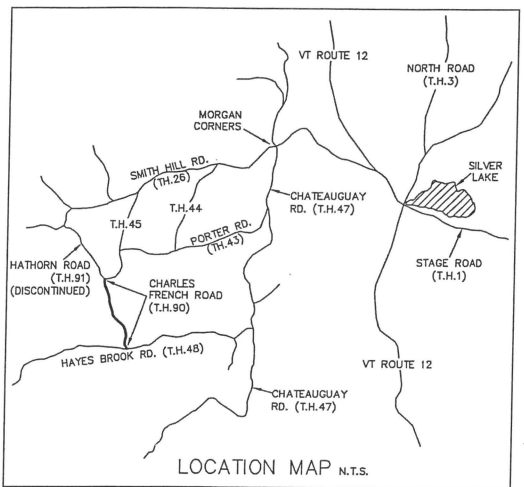 VT ROUTE 12
NORTH ROAD
(T.H.3)
MORGAN
CORNERS
SILVER
LAKE
SMITH HILL RD.
(TH.26)
CHATEAUGUAY
RD. (T.H.47)
T.H.45
T.H.44
PORTER RD.
(TH.43)
HATHORN ROAD
(T.H.91)
(DISCONTINUED)
CHARLES
FRENCH ROAD
(T.H.90)
STAGE ROAD
(T.H.1)
HAYES BROOK RD. (T.H.48)
VT ROUTE 12
CHATEAUGUAY
RD. (T.H.47)
LOCATION MAP N.T.S.